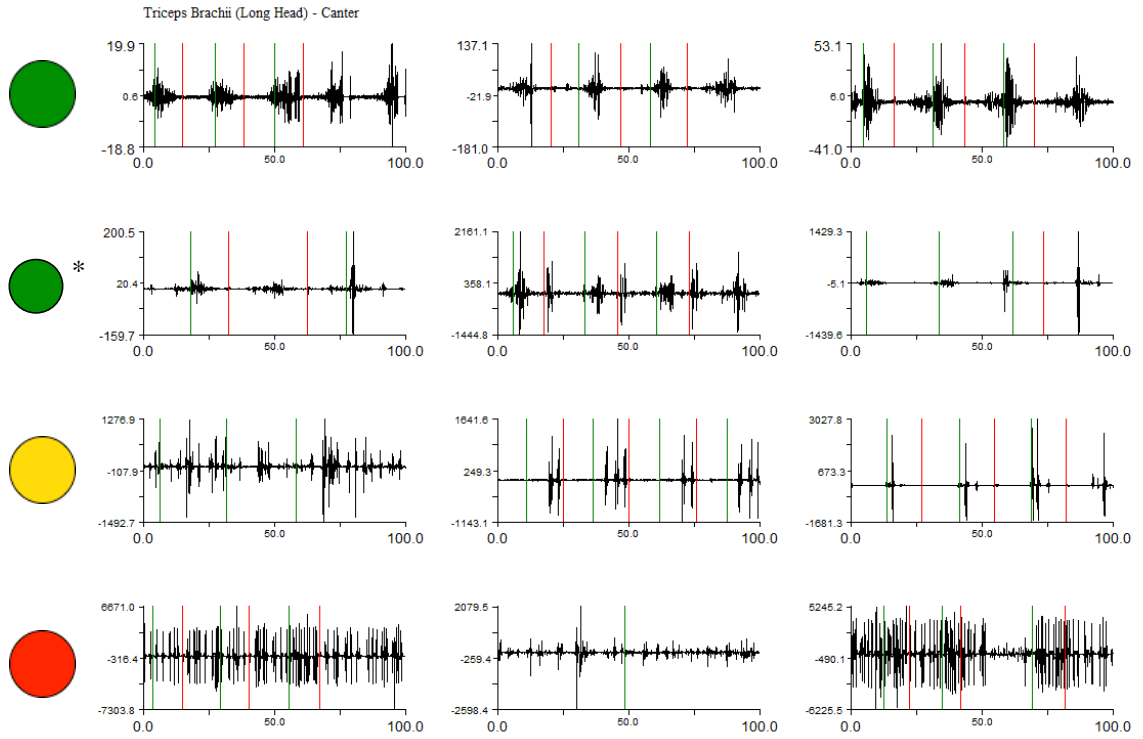 Triceps Brachii (Long Head) - Canter
19.9 137.1 53.1
0.6 -21.9 6.0
-18.8 -181.0 -41.0
0.0 50.0 100.0 0.0 50.0 100.0 0.0 50.0 100.0
*
200.5 2161.1 1429.3
20.4 358.1 -5.1
-159.7 -1444.8 -1439.6
0.0 50.0 100.0 0.0 50.0 100.0 0.0 50.0 100.0
1276.9 1641.6 3027.8
-107.9 249.3 673.3
-1492.7 -1143.1 -1681.3
0.0 50.0 100.0 0.0 50.0 100.0 0.0 50.0 100.0
6671.0 2079.5 5245.2
-316.4 -259.4 -490.1
-7303.8 -2598.4 -6225.5
0.0 50.0 100.0 0.0 50.0 100.0 0.0 50.0 100.0